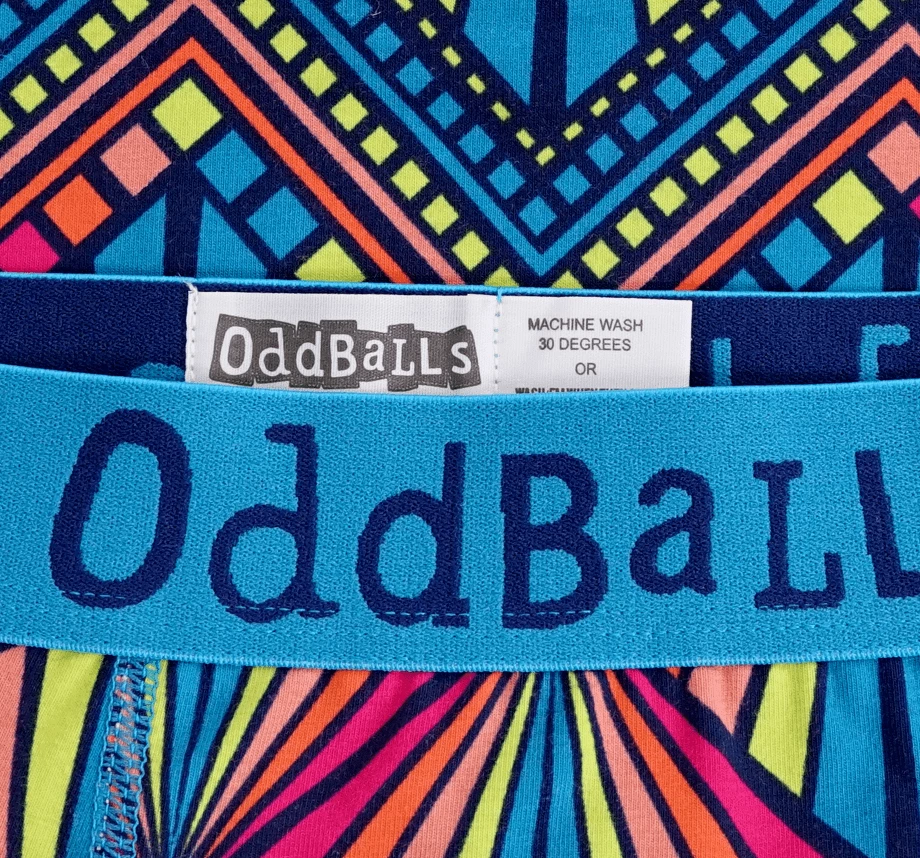 OddBaLLs
MACHINE WASH
30 DEGREES
OR
OddBaLL